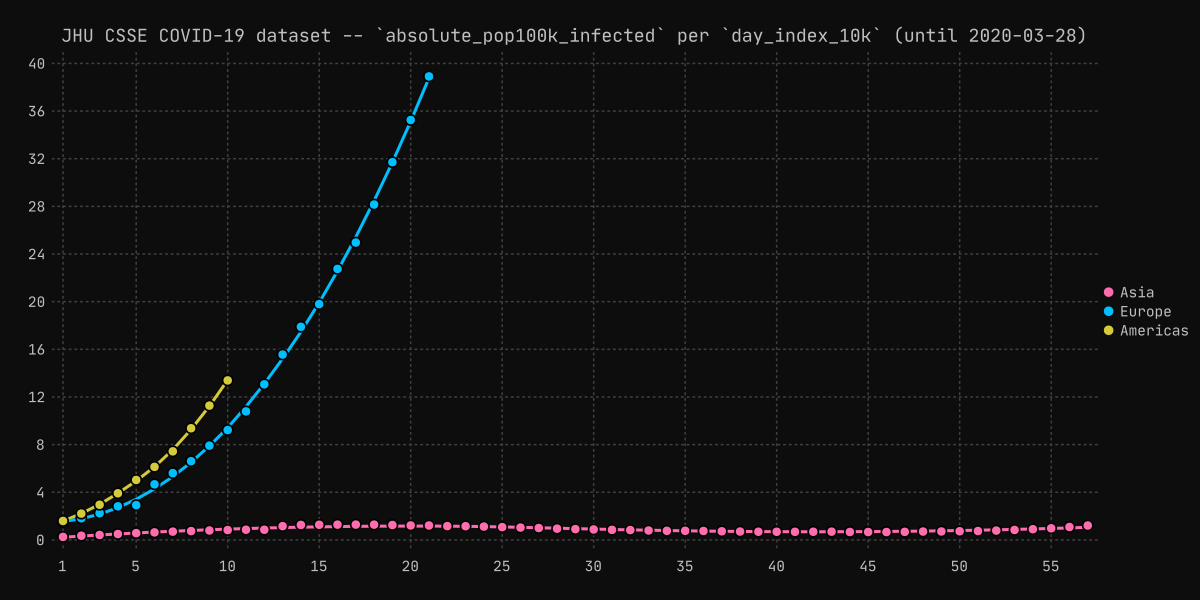 JHU CSSE COVID-19 dataset -- `absolute_pop100k_infected` per `day_index_10k` (until 2020-03-28)
40
36
32
28
24
20
16
12
8
4
0
1 5 10 15 20 25 30 35 40 45 50 55
Asia
Europe
Americas